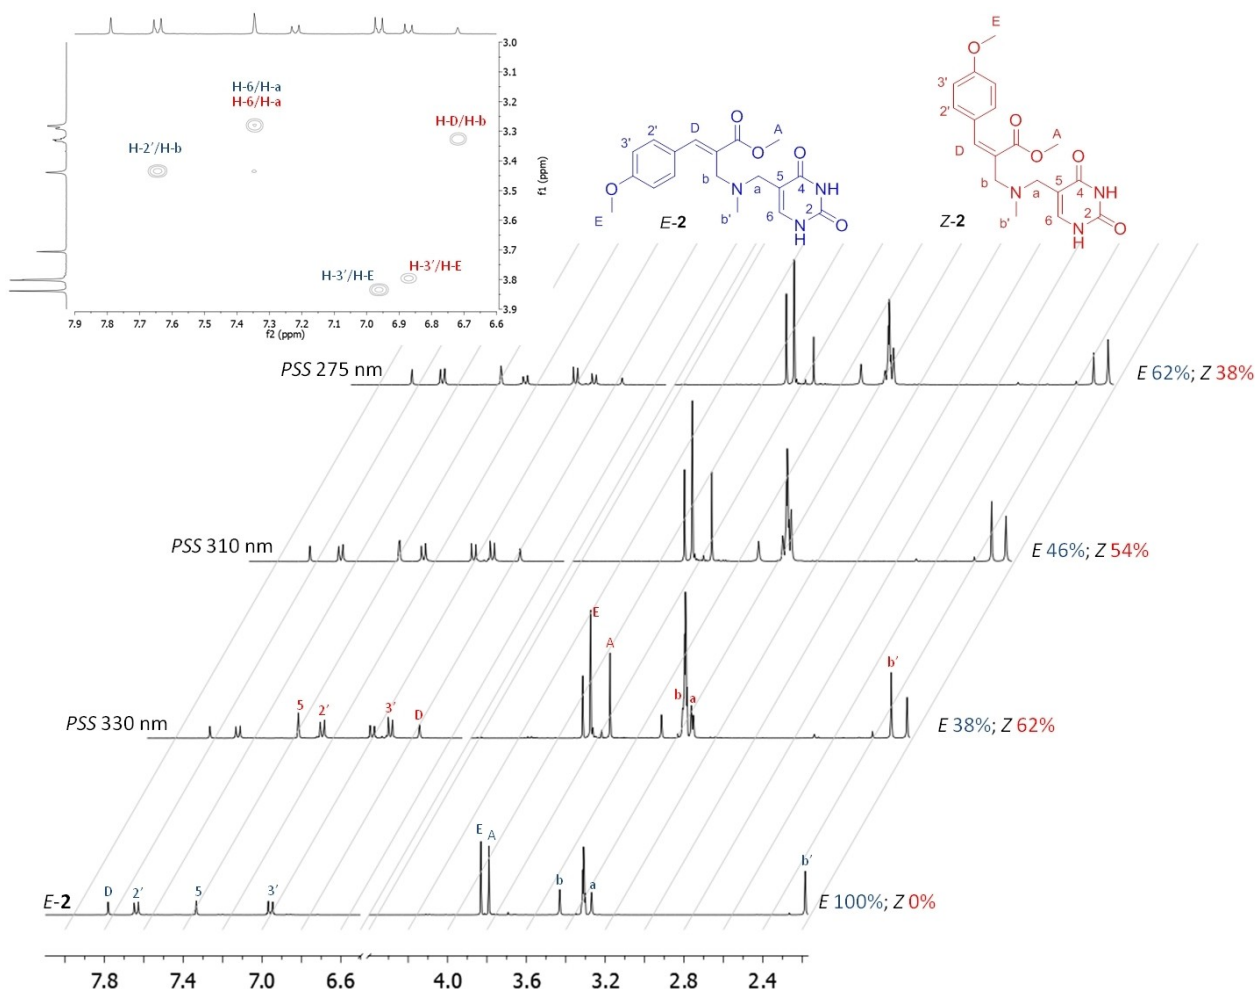 H-6/H-a
H-6/H-a
H-2′/H-b
H-D/H-b
H-3′/H-E
H-3′/H-E
3.0
3.1
3.2
3.3
3.4
3.5
3.6
3.7
3.8
3.9
f1 (ppm)
7.9 7.8 7.7 7.6 7.5 7.4 7.3 7.2 7.1 7.0 6.9 6.8 6.7 6.6
f2 (ppm)
3' 2' D O A
O
O
E
b N a 5 4 O NH
b' 6 2 O
N
H
E-2
E
O
3'
2'
D O A
O
b N a 5 4 O NH
b' 6 2 O
N
H
Z-2
PSS 275 nm
E 62%; Z 38%
PSS 310 nm
E 46%; Z 54%
PSS 330 nm
5 2′ 3′ D E A b a b′
E 38%; Z 62%
E-2
D 2′ 5 3′ E A b a b′
E 100%; Z 0%
7.8 7.0 6.6 4.0 3.6 3.2 2.8 2.4